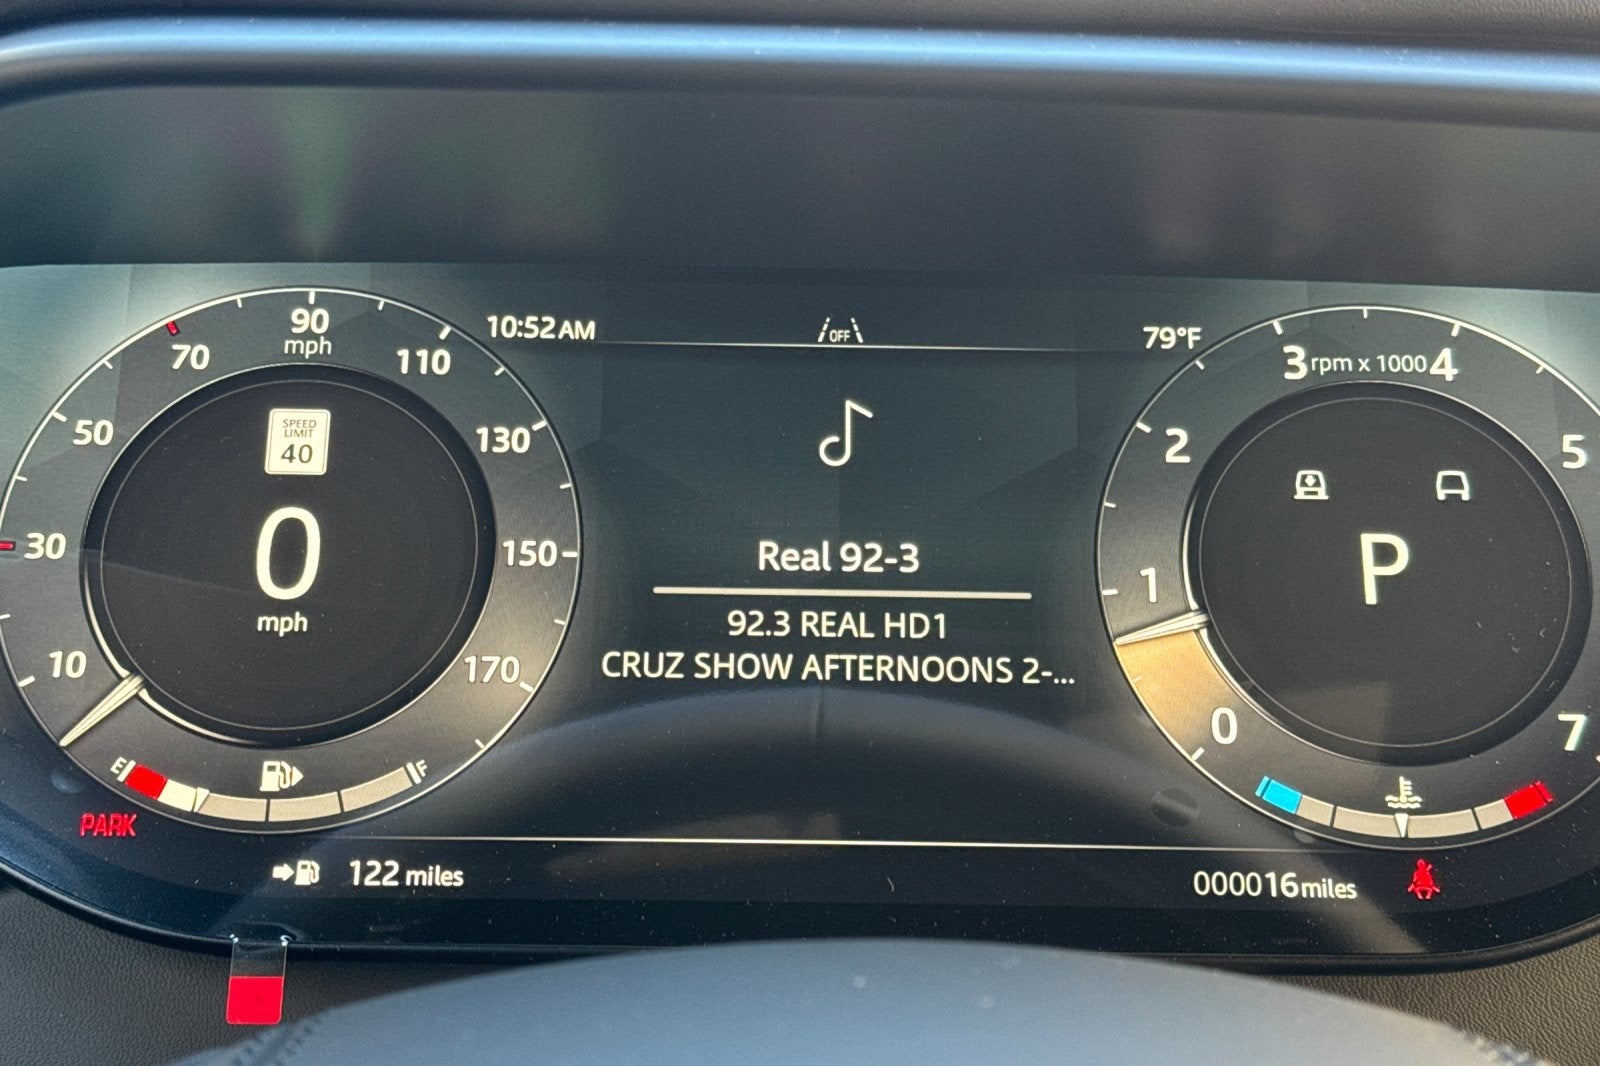 10:52 AM
OFF
79°F
90
mph
70
110
50
130
30
150
10
170
SPEED
LIMIT
40
0
mph
E
F
PARK
122 miles
Real 92-3
92.3 REAL HD1
CRUZ SHOW AFTERNOONS 2-...
3 rpm x 1000 4
2
5
1
0
7
P
000016 miles